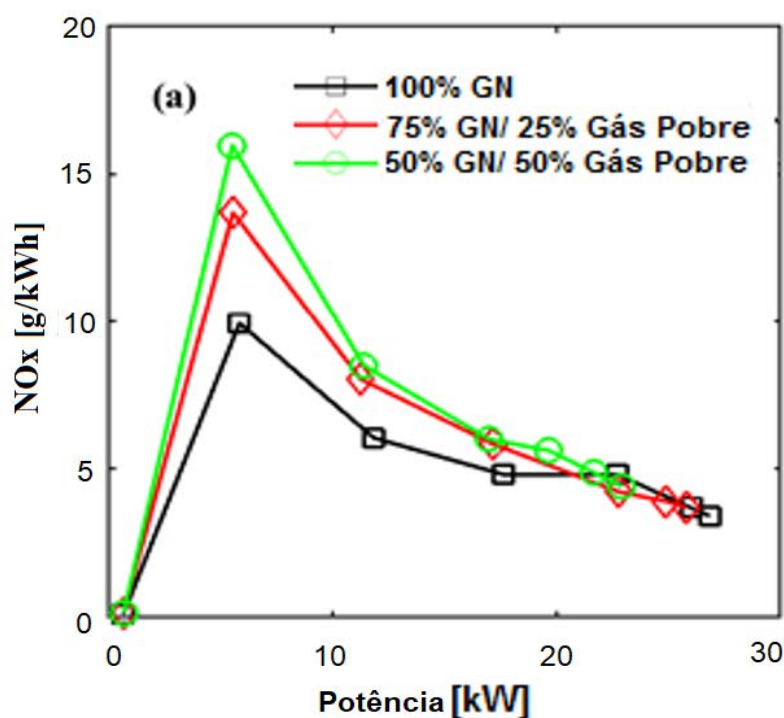 20
(a)
100% GN
75% GN/ 25% Gás Pobre
50% GN/ 50% Gás Pobre
15
NOx [g/kWh]
10
5
0
0 10 20 30
Potência [kW]